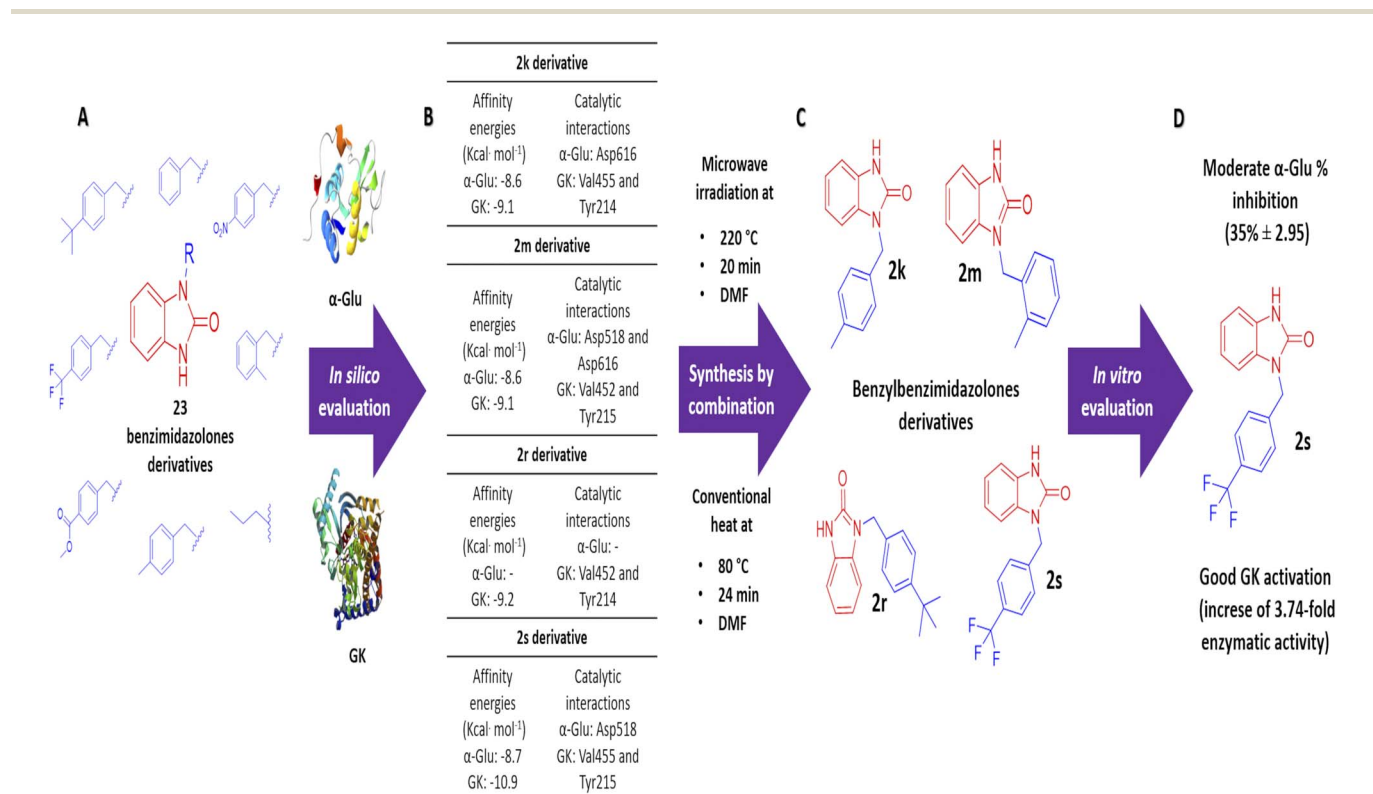 A
O₂N
R
N
O
N
H
F
F
F
O
O
23
benzimidazolones
derivatives
α-Glu
In silico
evaluation
GK
B
2k derivative
Affinity
energies
(Kcal· mol⁻¹)
α-Glu: -8.6
GK: -9.1
Catalytic
interactions
α-Glu: Asp616
GK: Val455 and
Tyr214
2m derivative
Affinity
energies
(Kcal· mol⁻¹)
α-Glu: -8.6
GK: -9.1
Catalytic
interactions
α-Glu: Asp518 and
Asp616
GK: Val452 and
Tyr215
2r derivative
Affinity
energies
(Kcal· mol⁻¹)
α-Glu: -
GK: -9.2
Catalytic
interactions
α-Glu: -
GK: Val452 and
Tyr214
2s derivative
Affinity
energies
(Kcal· mol⁻¹)
α-Glu: -8.7
GK: -10.9
Catalytic
interactions
α-Glu: Asp518
GK: Val455 and
Tyr215
Microwave
irradiation at
• 220 °C
• 20 min
• DMF
Synthesis by
combination
Conventional
heat at
• 80 °C
• 24 min
• DMF
C
H
N
O
N
2k
H
N
O
N
2m
Benzylbenzimidazolones
derivatives
O
HN
N
2r
H
N
O
N
2s
F
F
F
In vitro
evaluation
D
Moderate α-Glu %
inhibition
(35% ± 2.95)
H
N
O
N
2s
F
F
F
Good GK activation
(increse of 3.74-fold
enzymatic activity)